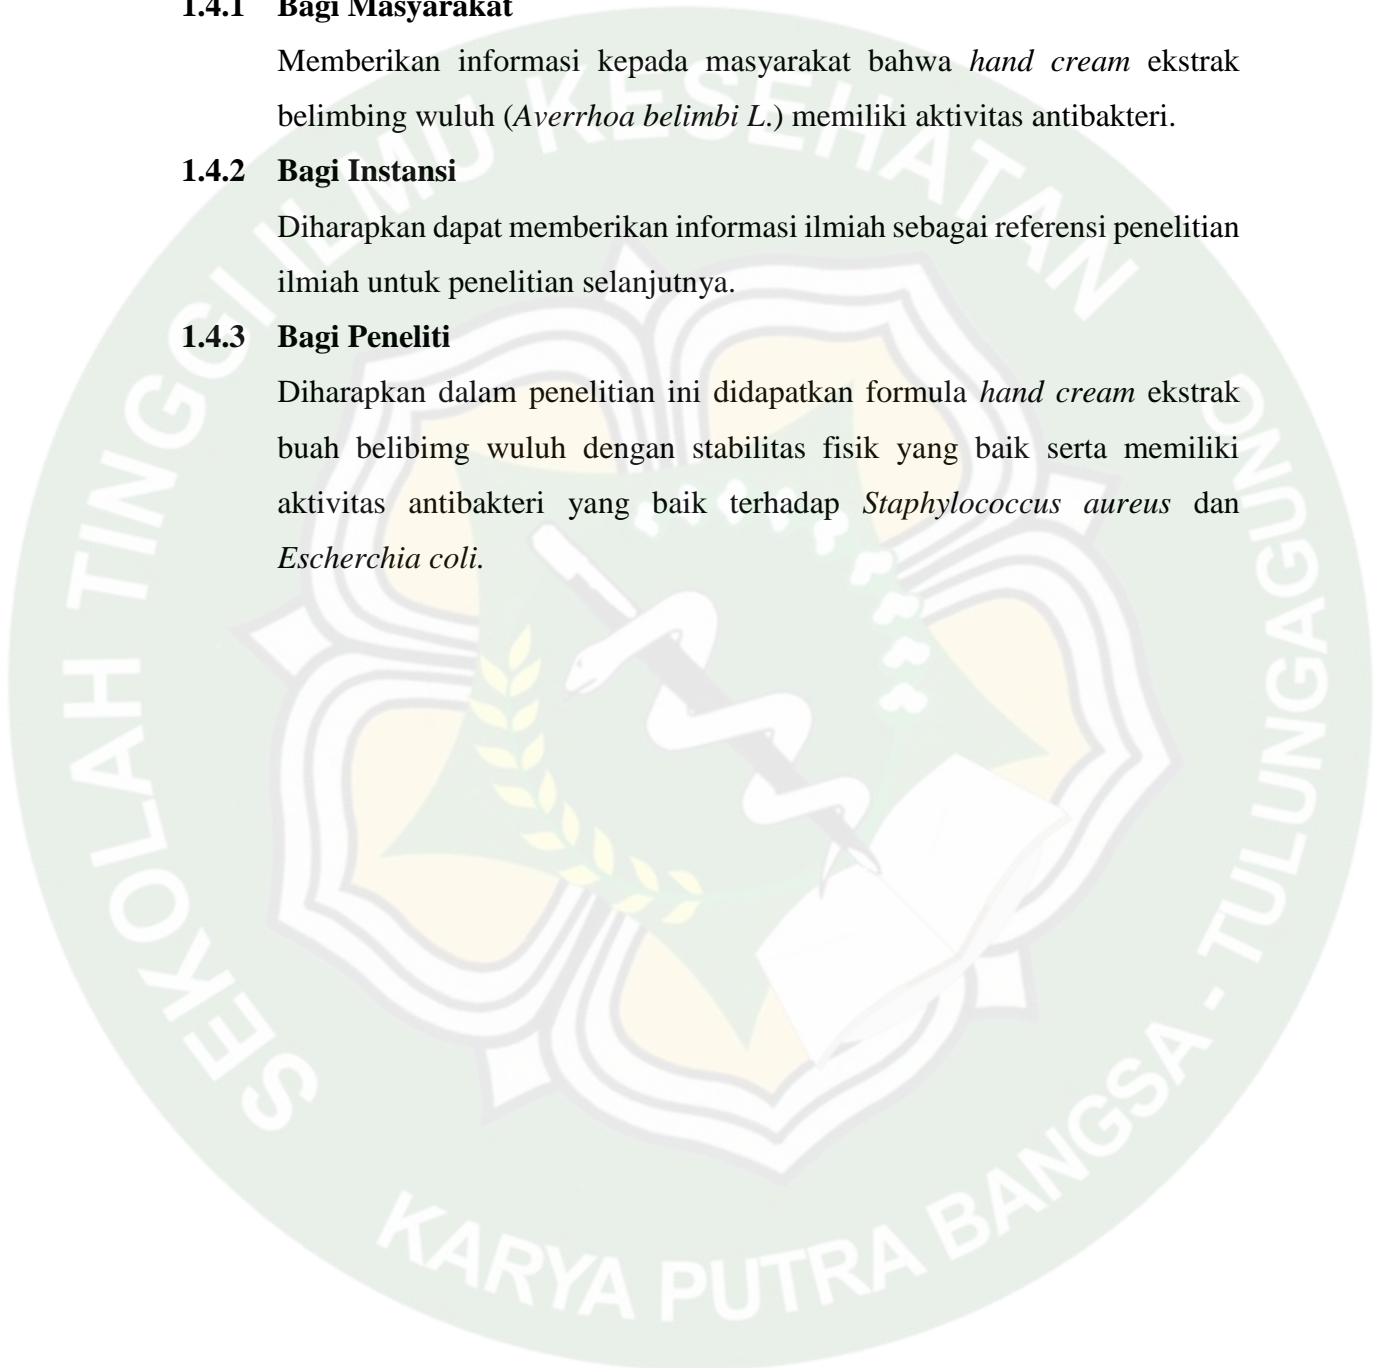 1.4.1 Bagi Masyarakat
Memberikan informasi kepada masyarakat bahwa hand cream ekstrak
belimbing wuluh (Averrhoa belimbi L.) memiliki aktivitas antibakteri.
1.4.2 Bagi Instansi
Diharapkan dapat memberikan informasi ilmiah sebagai referensi penelitian
ilmiah untuk penelitian selanjutnya.
1.4.3 Bagi Peneliti
Diharapkan dalam penelitian ini didapatkan formula hand cream ekstrak
buah belibimg wuluh dengan stabilitas fisik yang baik serta memiliki
aktivitas antibakteri yang baik terhadap Staphylococcus aureus dan
Escherchia coli.
SEKOLAH TINGGI ILMU KESEHATAN
KARYA PUTRA BANGSA - TULUNGAGUNG